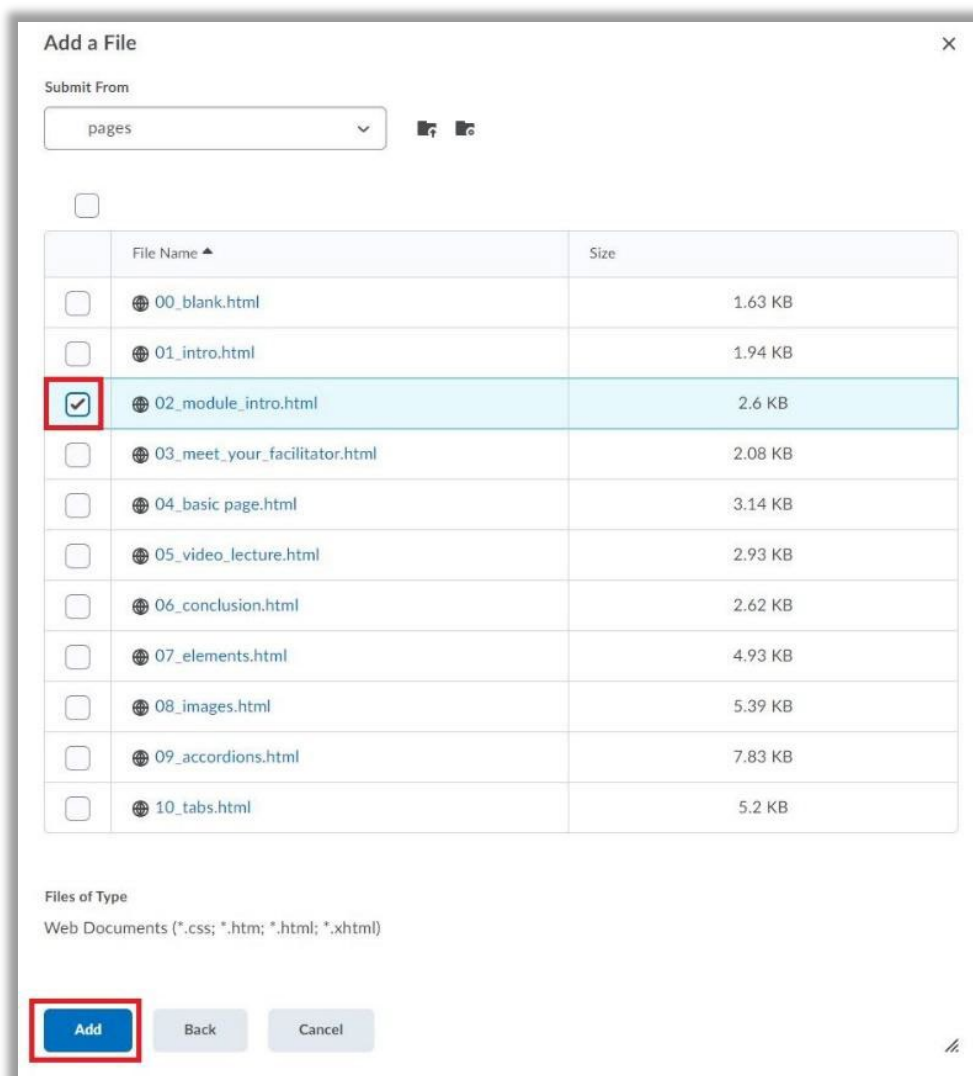 Add a File
Submit From
pages
File Name Size
00_blank.html 1.63 KB
01_intro.html 1.94 KB
02_module_intro.html 2.6 KB
03_meet_your_facilitator.html 2.08 KB
04_basic page.html 3.14 KB
05_video_lecture.html 2.93 KB
06_conclusion.html 2.62 KB
07_elements.html 4.93 KB
08_images.html 5.39 KB
09_accordions.html 7.83 KB
10_tabs.html 5.2 KB
Files of Type
Web Documents (*.css; *.htm; *.html; *.xhtml)
Add Back Cancel